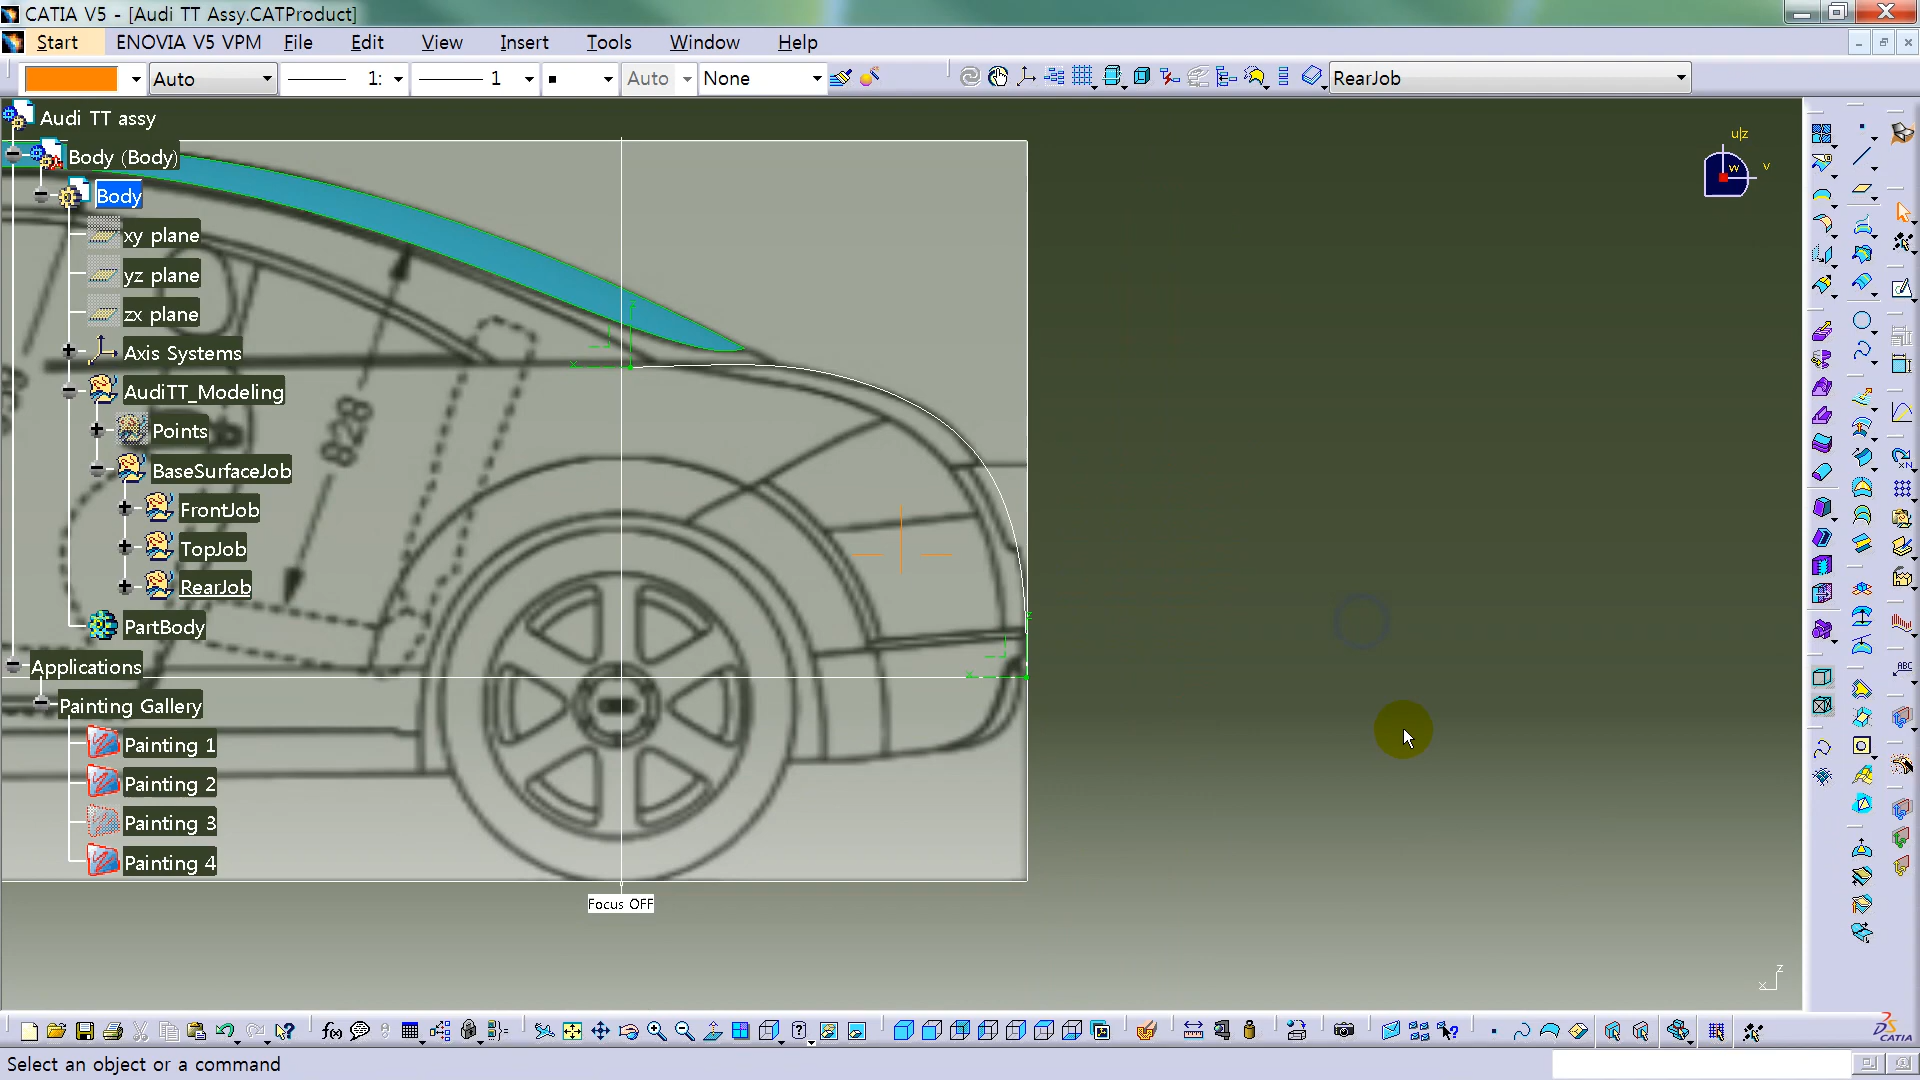 CATIA V5 - [Audi TT Assy.CATProduct]
Start ENOVIA V5 VPM File Edit View Insert Tools Window Help
Auto 1: 1 Auto None RearJob
Audi TT assy
Body (Body)
Body
xy plane
yz plane
zx plane
Axis Systems
AudiTT_Modeling
Points
BaseSurfaceJob
FrontJob
TopJob
RearJob
PartBody
Applications
Painting Gallery
Painting 1
Painting 2
Painting 3
Painting 4
828
Focus OFF
u|z
v
w
z
x
ABC
f(x)
CATIA
Select an object or a command